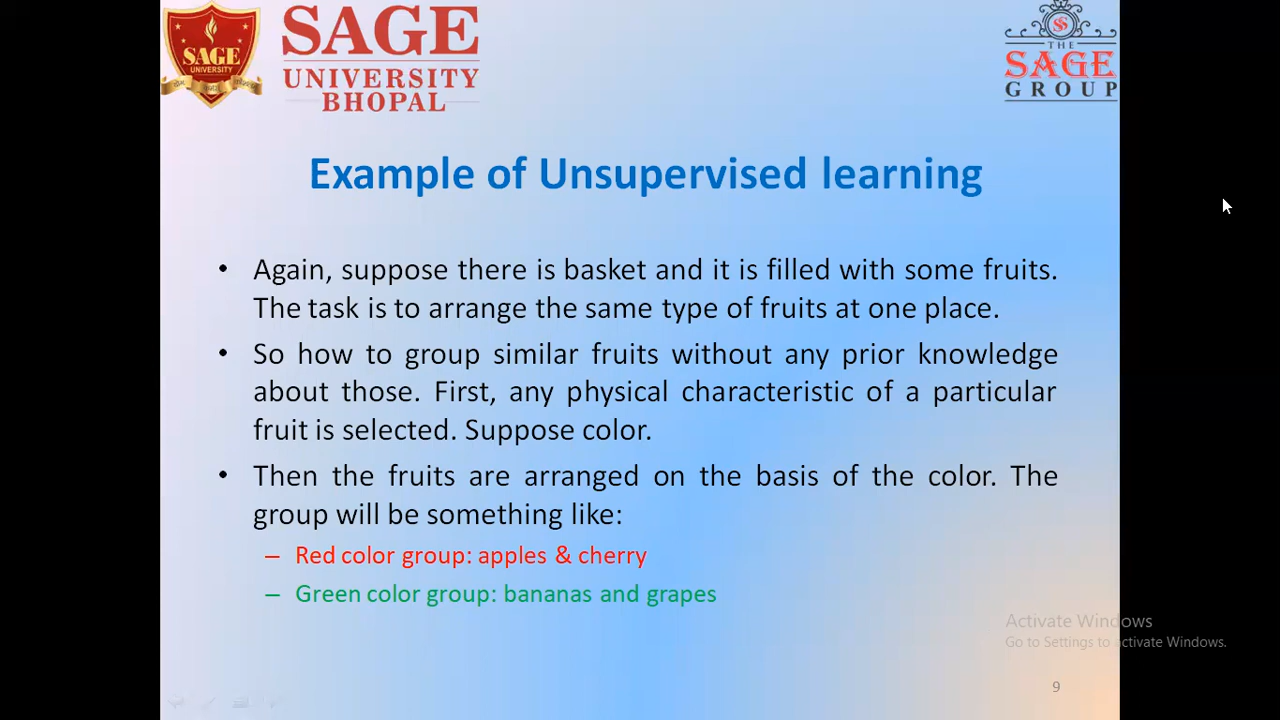 SAGE
UNIVERSITY
SAGE
UNIVERSITY
BHOPAL
THE
SAGE
GROUP
Example of Unsupervised learning
• Again, suppose there is basket and it is filled with some fruits.
The task is to arrange the same type of fruits at one place.
• So how to group similar fruits without any prior knowledge
about those. First, any physical characteristic of a particular
fruit is selected. Suppose color.
• Then the fruits are arranged on the basis of the color. The
group will be something like:
– Red color group: apples & cherry
– Green color group: bananas and grapes
Activate Windows
Go to Settings to activate Windows.
9